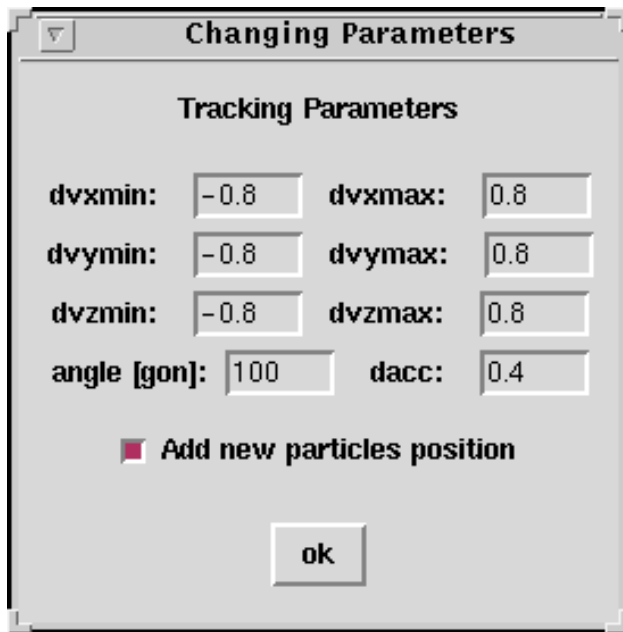 Changing Parameters
Tracking Parameters
dvxmin: -0.8 dvxmax: 0.8
dvymin: -0.8 dvymax: 0.8
dvzmin: -0.8 dvzmax: 0.8
angle [gon]: 100 dacc: 0.4
Add new particles position
ok